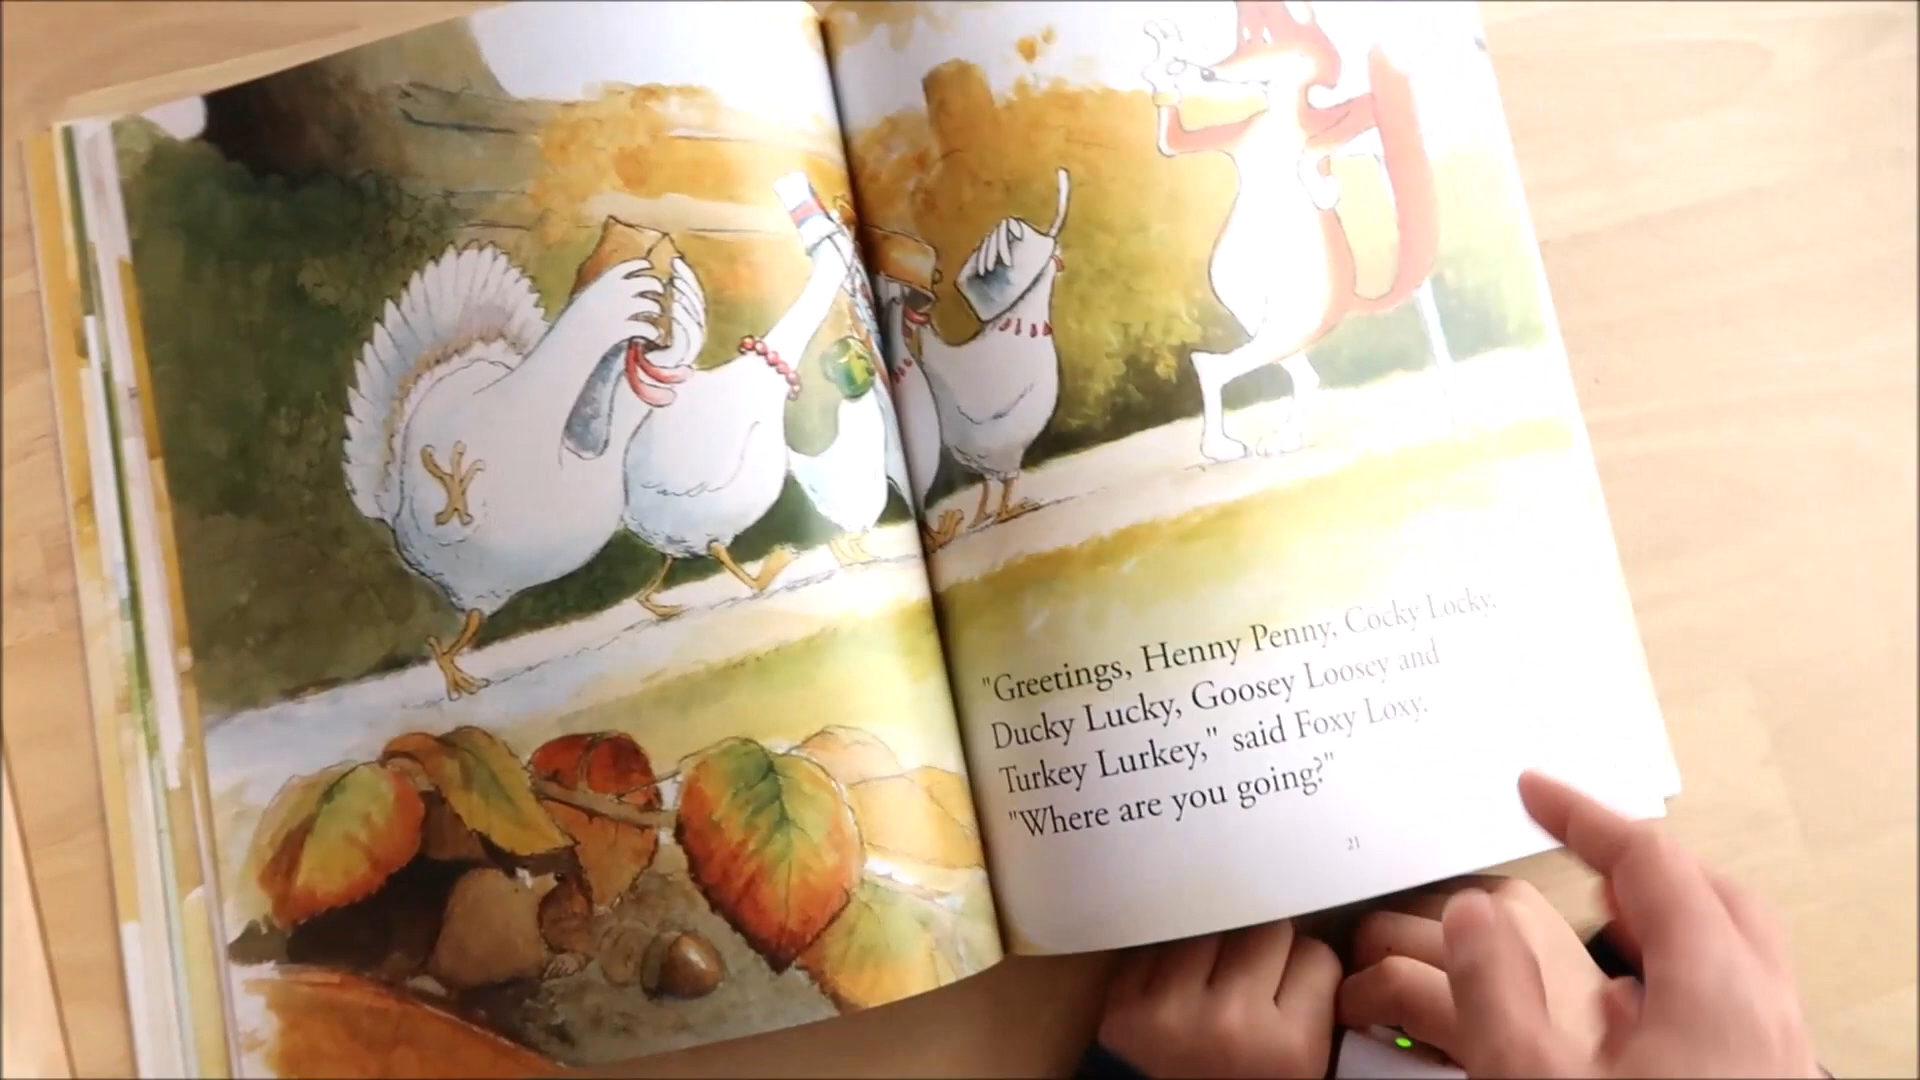 "Greetings, Henny Penny, Cocky Locky,
Ducky Lucky, Goosey Loosey and
Turkey Lurkey," said Foxy Loxy.
"Where are you going?"
21